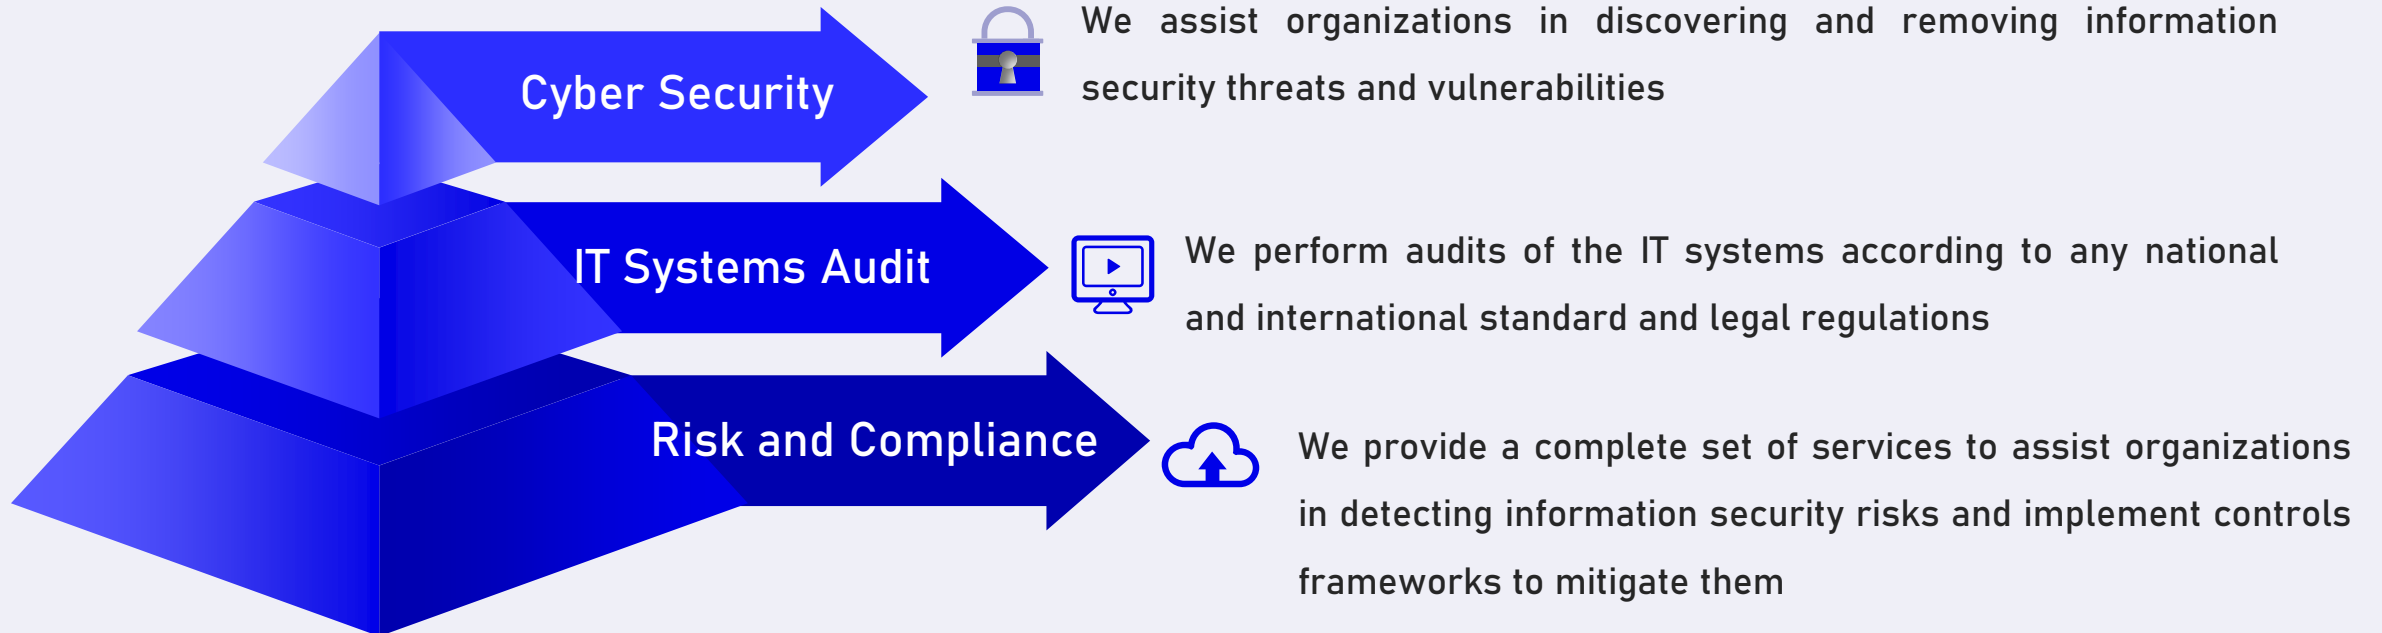 Cyber Security
We assist organizations in discovering and removing information
security threats and vulnerabilities
IT Systems Audit
We perform audits of the IT systems according to any national
and international standard and legal regulations
Risk and Compliance
We provide a complete set of services to assist organizations
in detecting information security risks and implement controls
frameworks to mitigate them